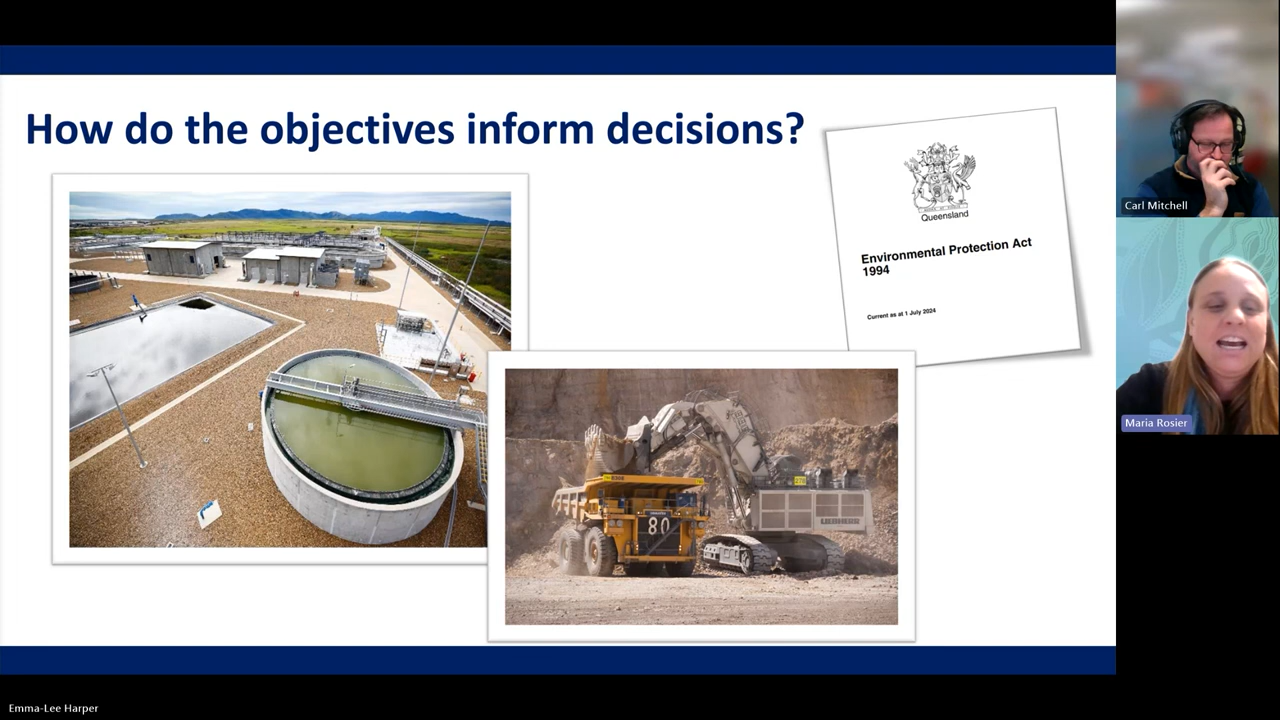 How do the objectives inform decisions?
Queensland
Environmental Protection Act
1994
Current as at 1 July 2024
80
LIEBHERR
Carl Mitchell
Maria Rosier
Emma-Lee Harper